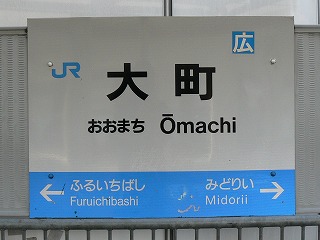 広
JR
大町
おおまち Ōmachi
ふるいちばし みどりい
Furuichibashi Midorii